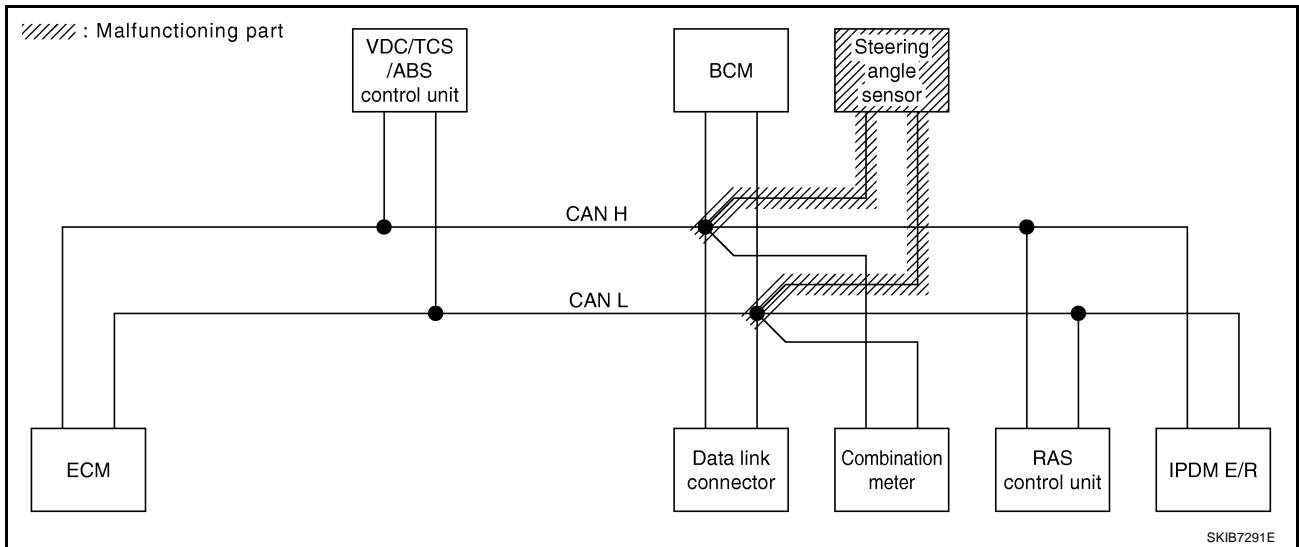 : Malfunctioning part
VDC/TCS
/ABS
control unit
BCM
Steering
angle
sensor
CAN H
CAN L
ECM
Data link
connector
Combination
meter
RAS
control unit
IPDM E/R
SKIB7291E